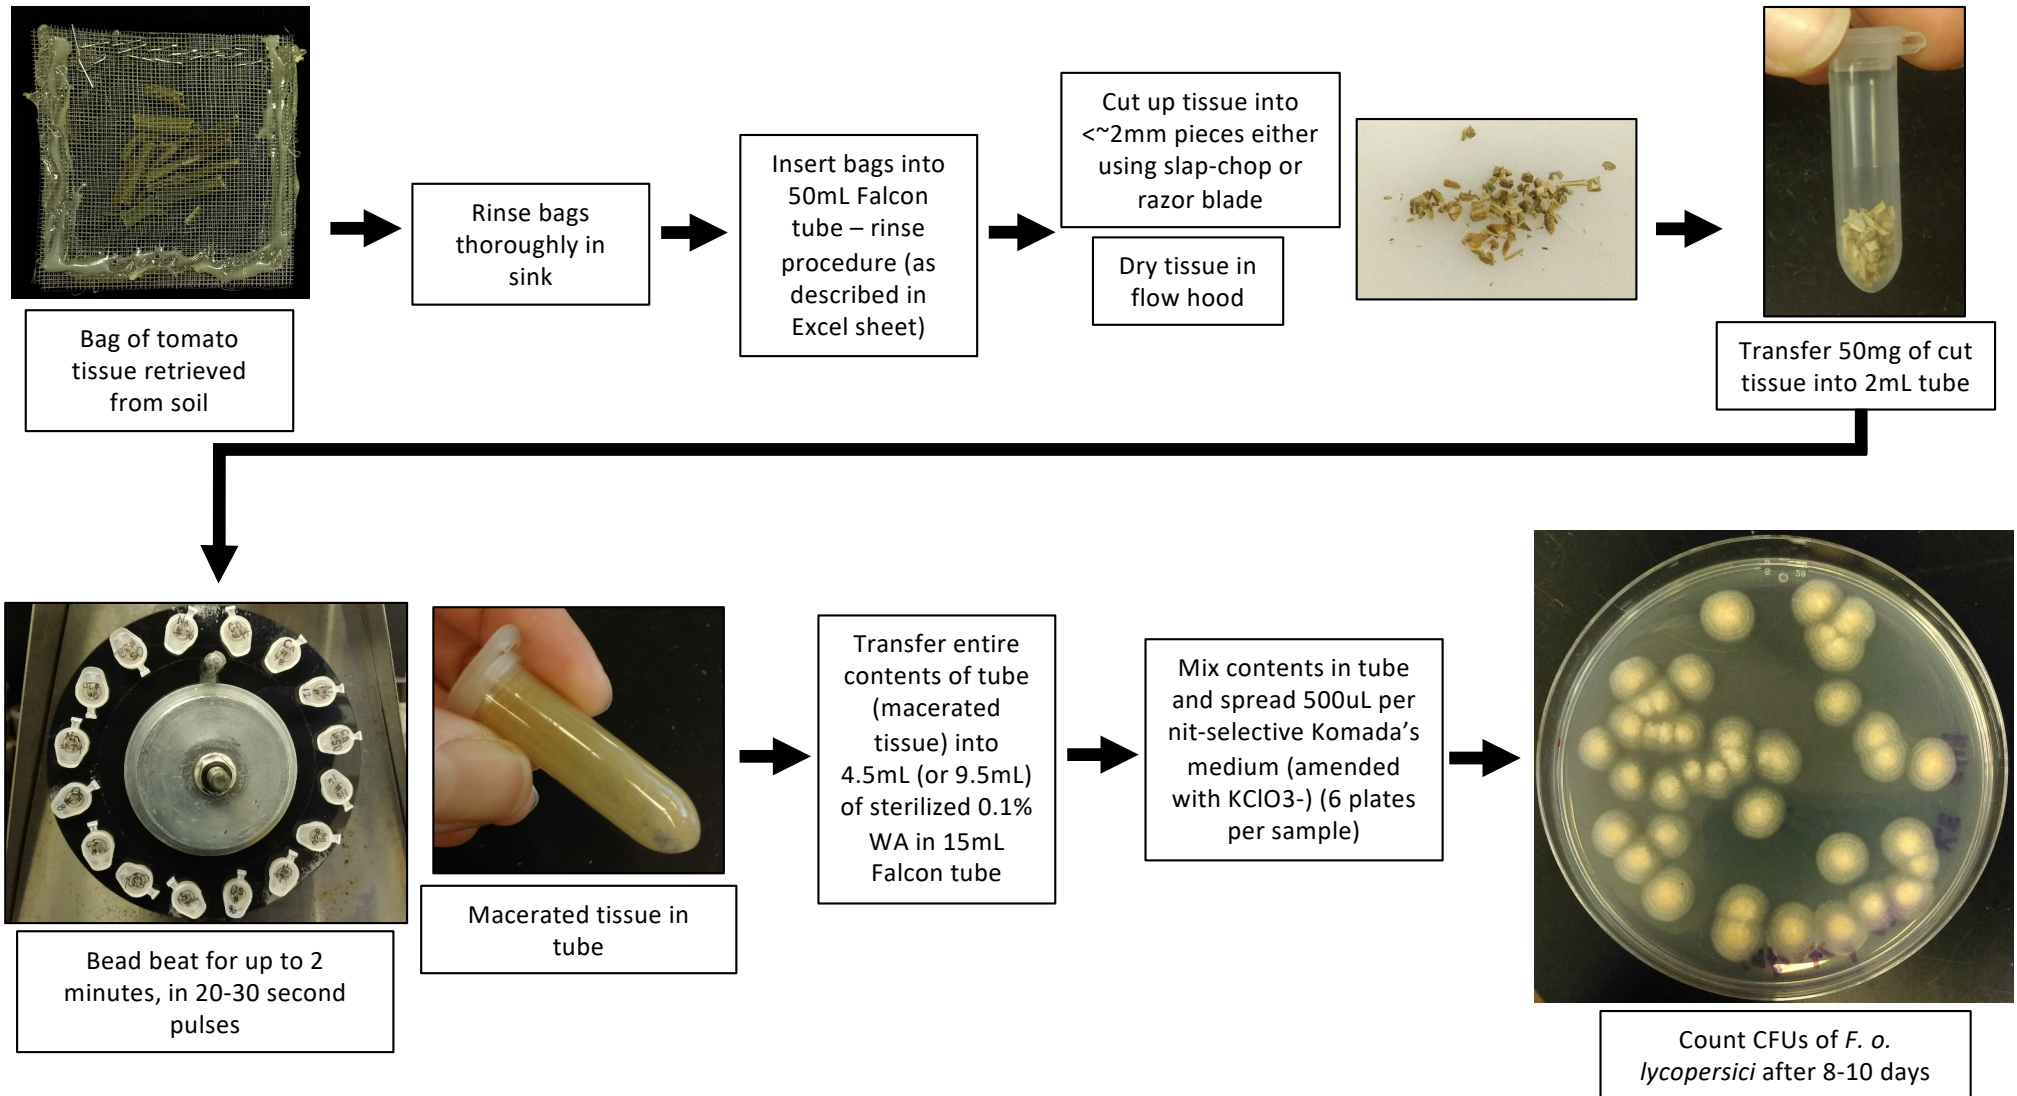 Bag of tomato
tissue retrieved
from soil
Rinse bags
thoroughly in
sink
Insert bags into
50mL Falcon
tube – rinse
procedure (as
described in
Excel sheet)
Cut up tissue into
<~2mm pieces either
using slap-chop or
razor blade
Dry tissue in
flow hood
Transfer 50mg of cut
tissue into 2mL tube
Bead beat for up to 2
minutes, in 20-30 second
pulses
Macerated tissue in
tube
Transfer entire
contents of tube
(macerated
tissue) into
4.5mL (or 9.5mL)
of sterilized 0.1%
WA in 15mL
Falcon tube
Mix contents in tube
and spread 500uL per
nit-selective Komada’s
medium (amended
with KClO3-) (6 plates
per sample)
Count CFUs of F. o.
lycopersici after 8-10 days